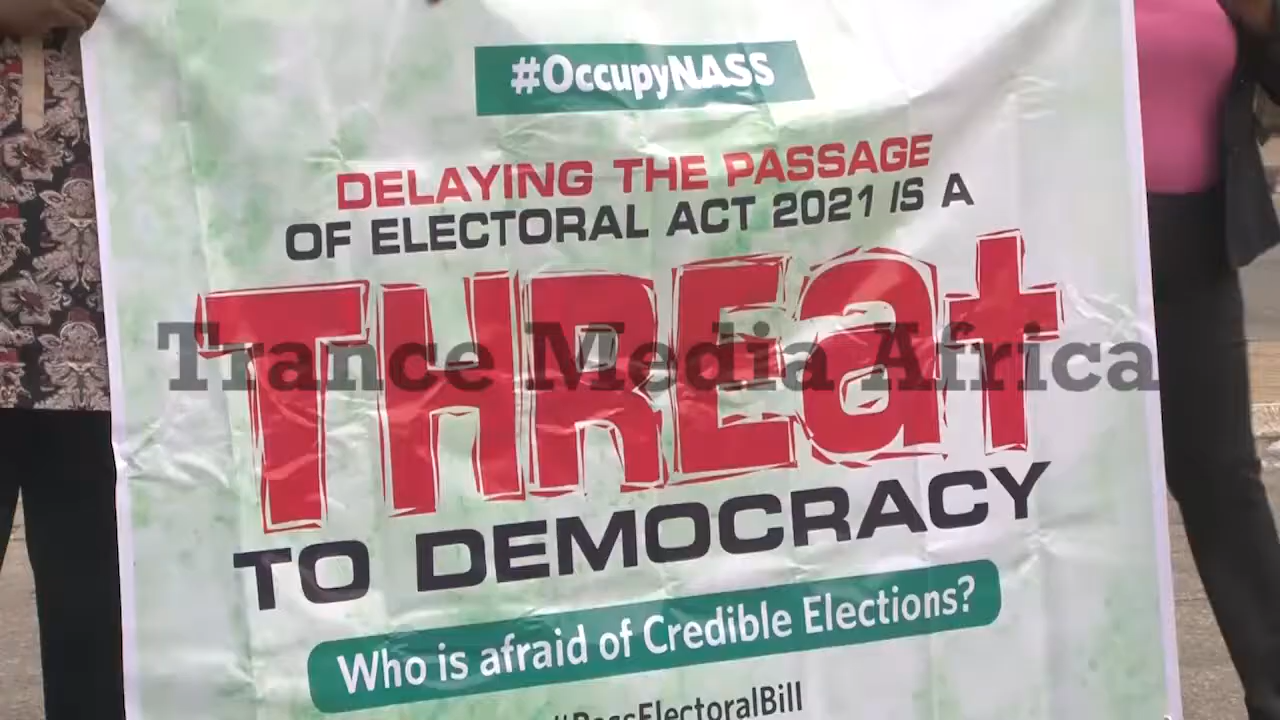 #OccupyNASS
DELAYING THE PASSAGE
OF ELECTORAL ACT 2021 IS A
THREat
Trance Media Africa
TO DEMOCRACY
Who is afraid of Credible Elections?
#PassElectoralBill